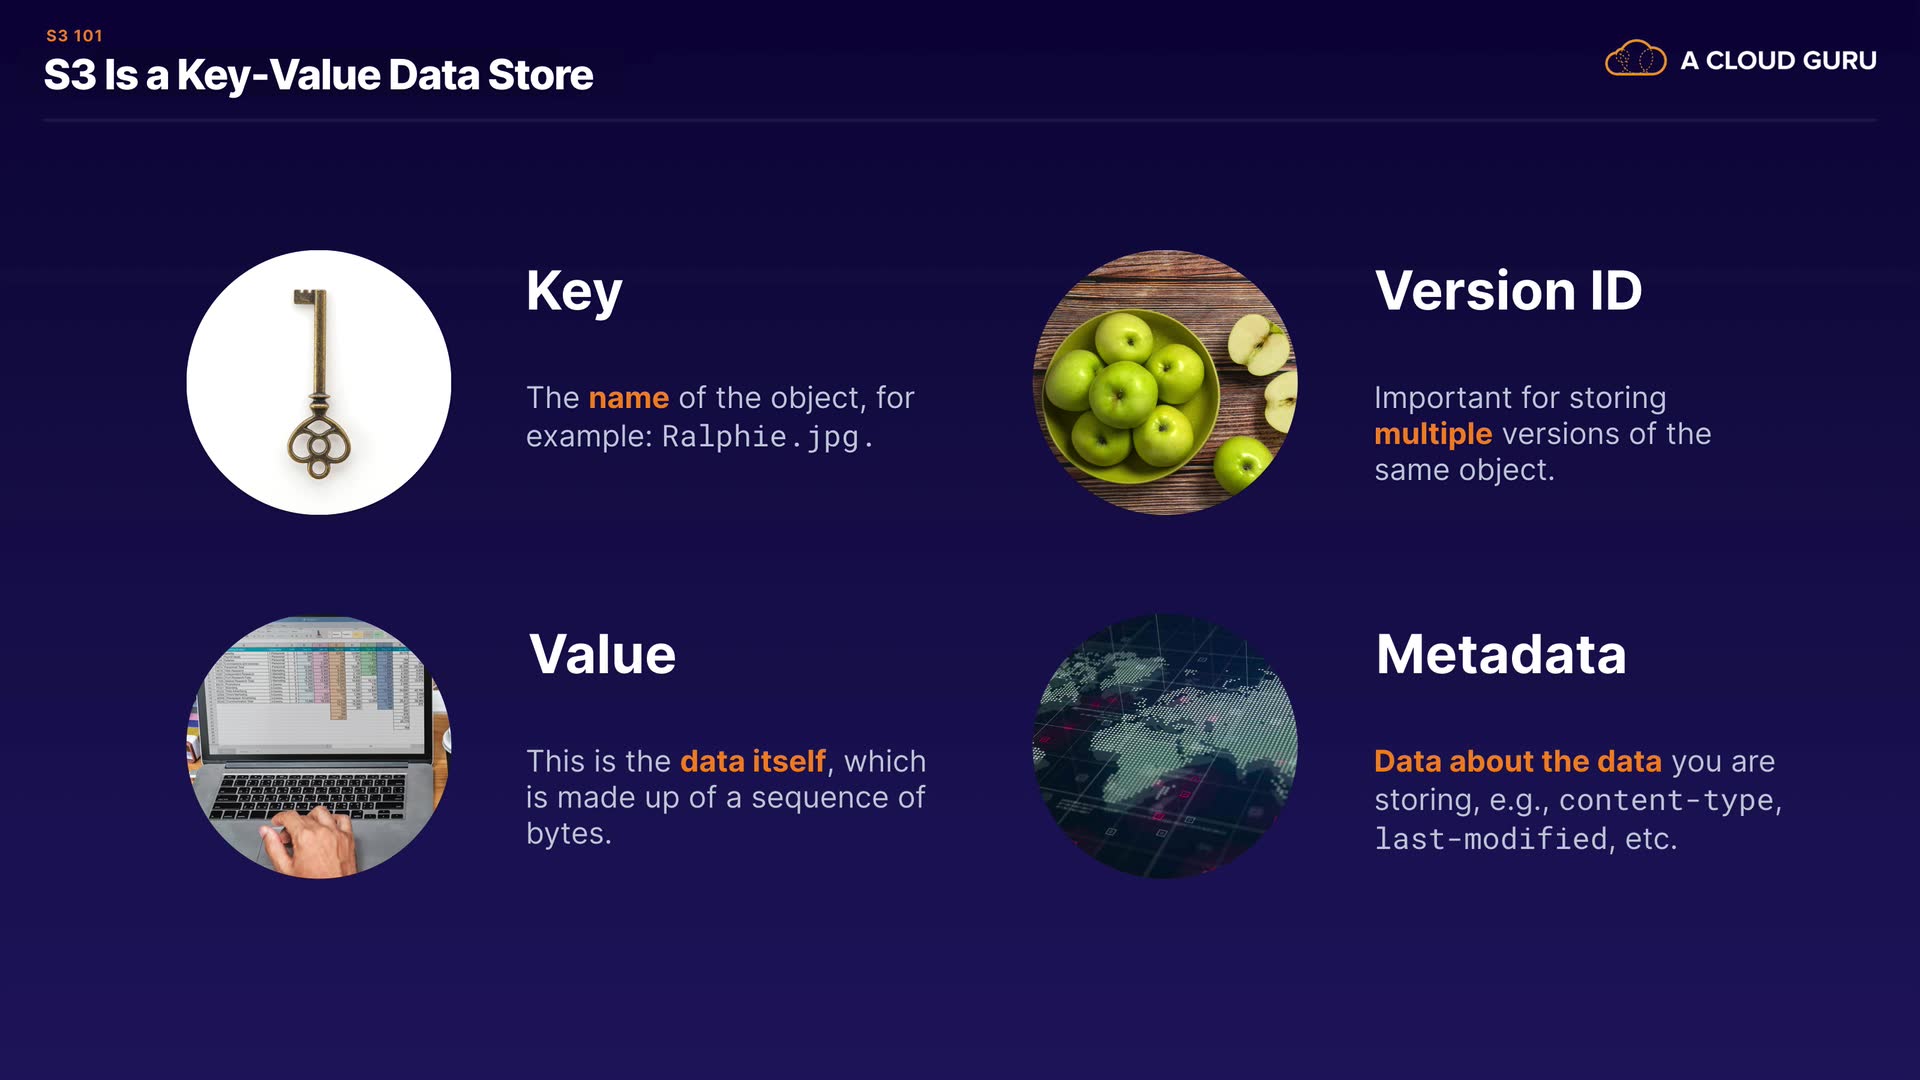 S3 101
S3 Is a Key-Value Data Store
A CLOUD GURU
Key
The name of the object, for
example: Ralphie.jpg.
Version ID
Important for storing
multiple versions of the
same object.
Value
This is the data itself, which
is made up of a sequence of
bytes.
Metadata
Data about the data you are
storing, e.g., content-type,
last-modified, etc.